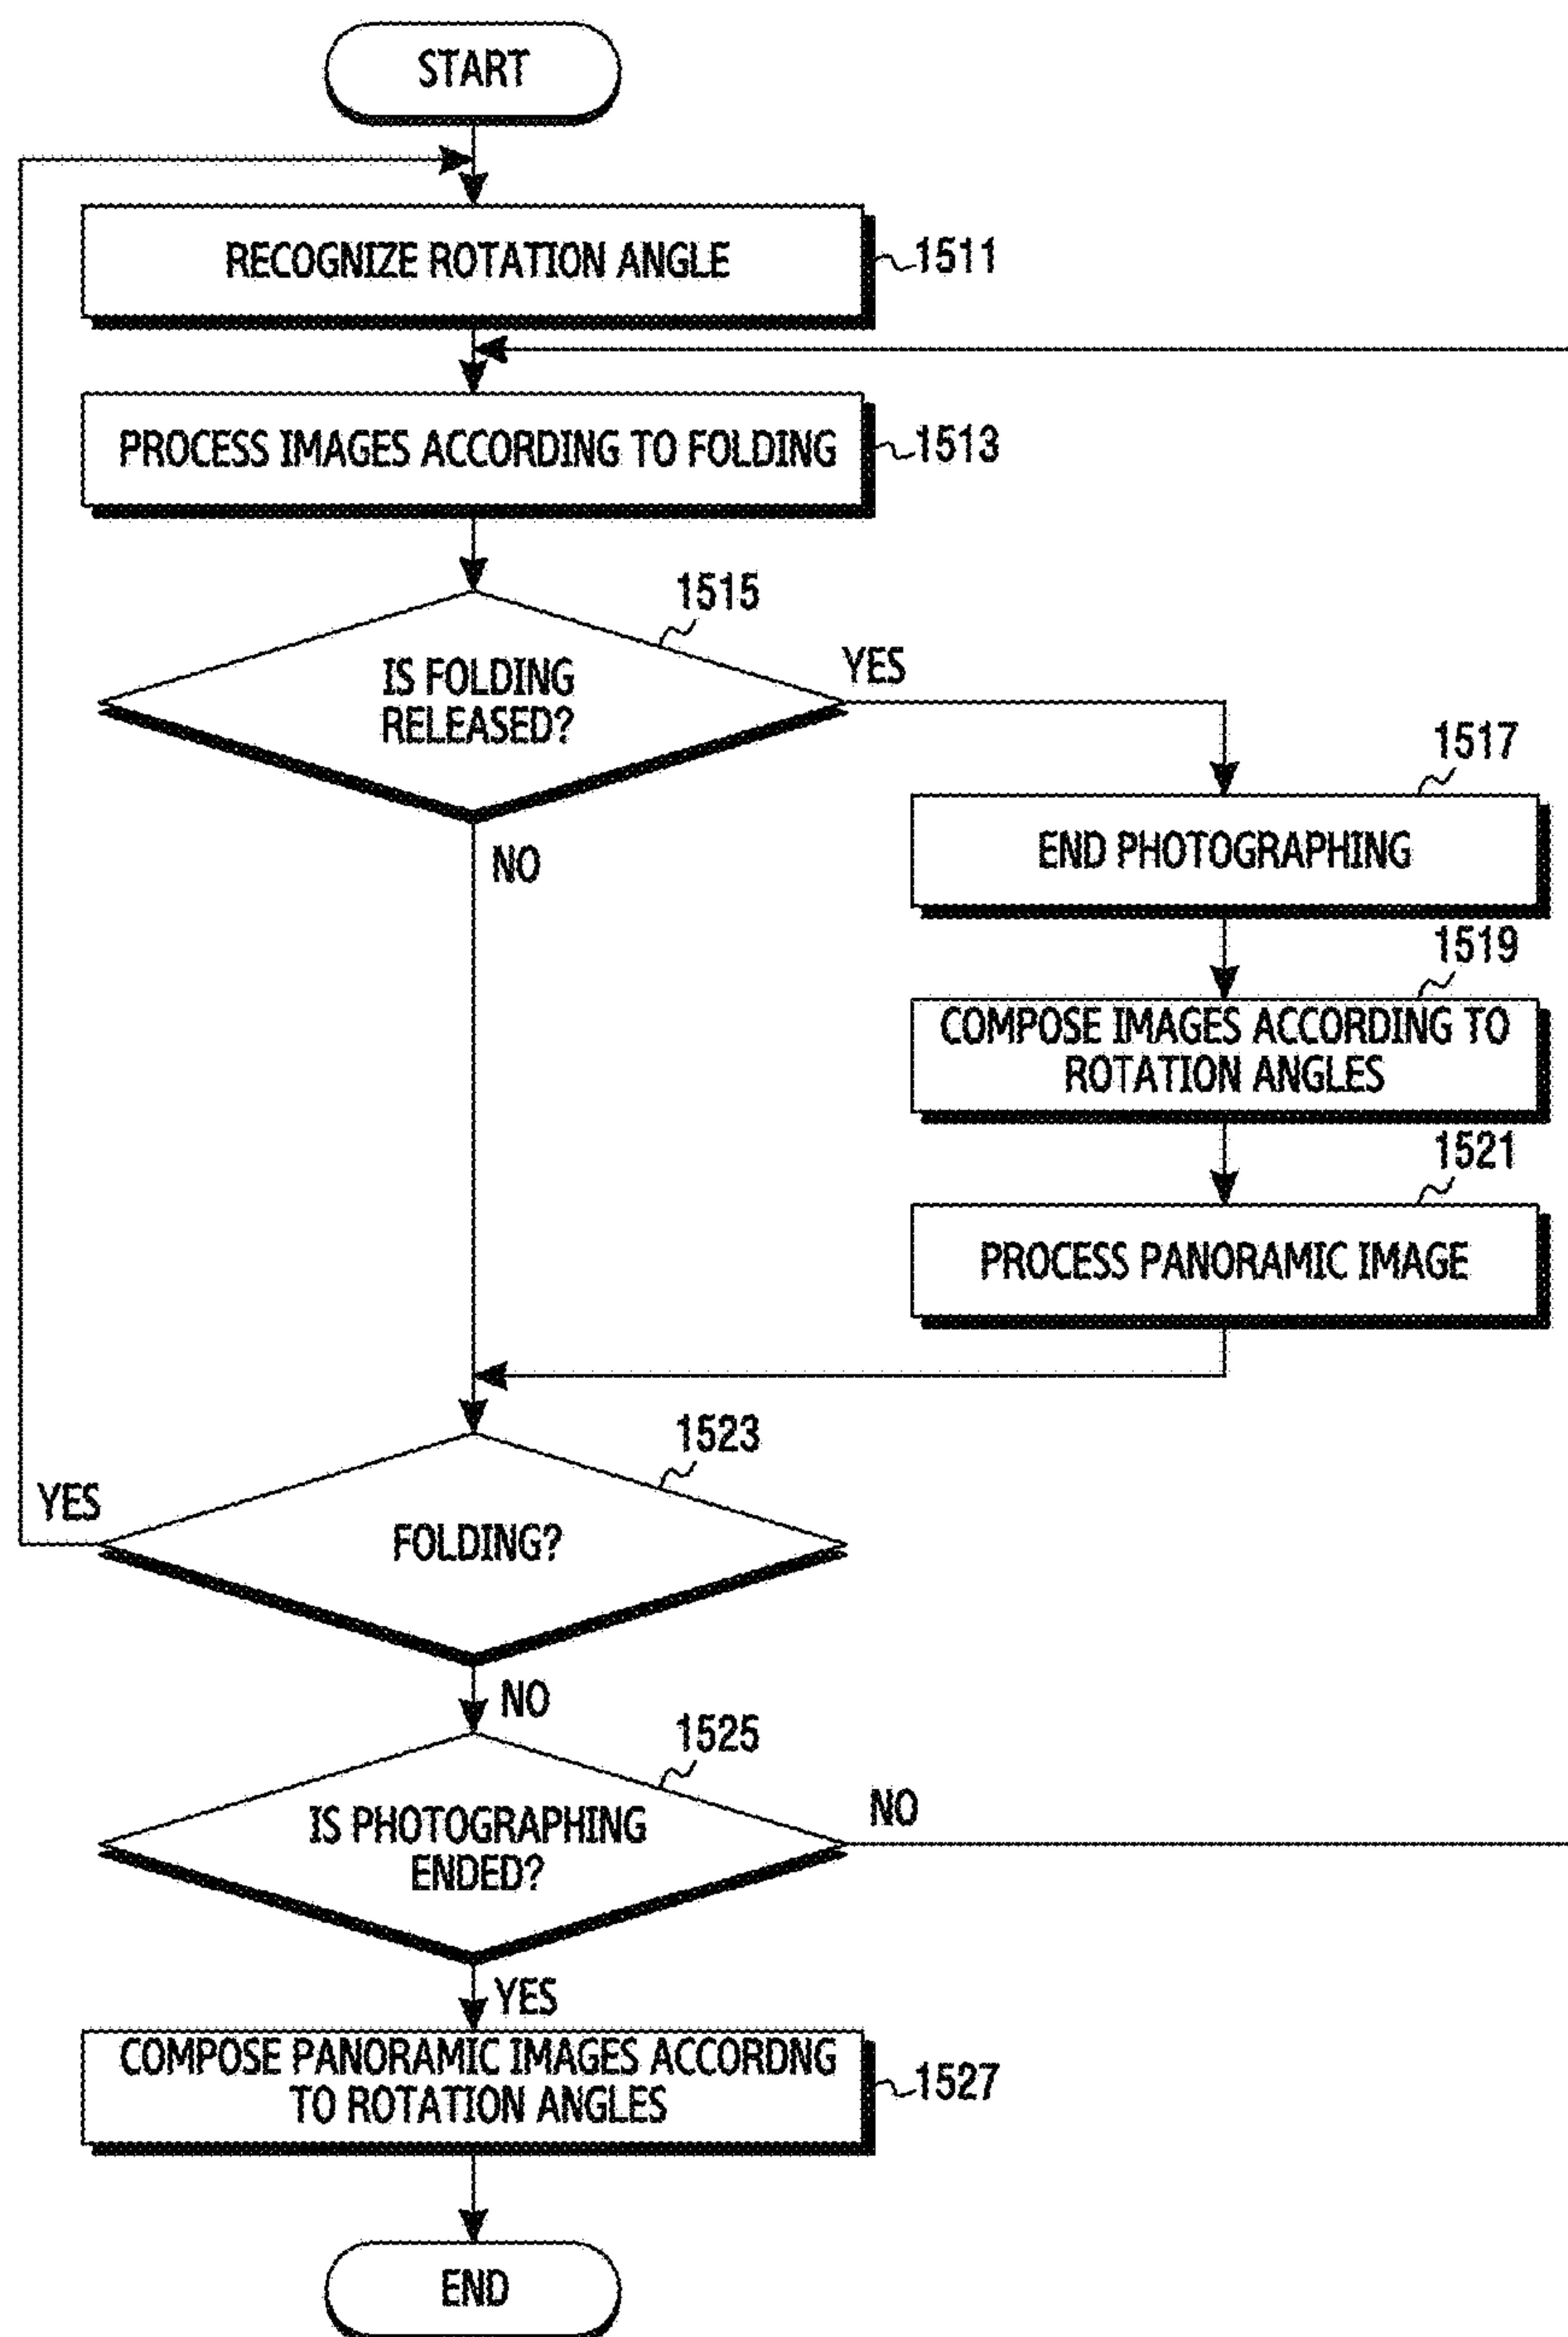 START
RECOGNIZE ROTATION ANGLE
1511
PROCESS IMAGES ACCORDING TO FOLDING
1513
1515
IS FOLDING
RELEASED?
YES
NO
1517
END PHOTOGRAPHING
1519
COMPOSE IMAGES ACCORDING TO
ROTATION ANGLES
1521
PROCESS PANORAMIC IMAGE
1523
YES
FOLDING?
NO
1525
IS PHOTOGRAPHING
ENDED?
NO
YES
COMPOSE PANORAMIC IMAGES ACCORDNG
TO ROTATION ANGLES
1527
END